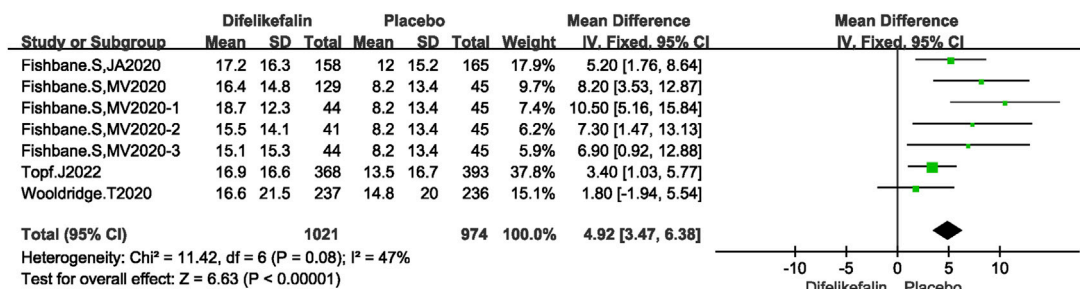 Difelikefalin Placebo Mean Difference Mean Difference
Study or Subgroup Mean SD Total Mean SD Total Weight IV. Fixed. 95% CI IV. Fixed. 95% CI
Fishbane.S,JA2020 17.2 16.3 158 12 15.2 165 17.9% 5.20 [1.76, 8.64]
Fishbane.S,MV2020 16.4 14.8 129 8.2 13.4 45 9.7% 8.20 [3.53, 12.87]
Fishbane.S,MV2020-1 18.7 12.3 44 8.2 13.4 45 7.4% 10.50 [5.16, 15.84]
Fishbane.S,MV2020-2 15.5 14.1 41 8.2 13.4 45 6.2% 7.30 [1.47, 13.13]
Fishbane.S,MV2020-3 15.1 15.3 44 8.2 13.4 45 5.9% 6.90 [0.92, 12.88]
Topf.J2022 16.9 16.6 368 13.5 16.7 393 37.8% 3.40 [1.03, 5.77]
Wooldridge.T2020 16.6 21.5 237 14.8 20 236 15.1% 1.80 [-1.94, 5.54]
Total (95% CI) 1021 974 100.0% 4.92 [3.47, 6.38]
Heterogeneity: Chi² = 11.42, df = 6 (P = 0.08); I² = 47%
Test for overall effect: Z = 6.63 (P < 0.00001)
-10 -5 0 5 10
Difelikefalin Placebo